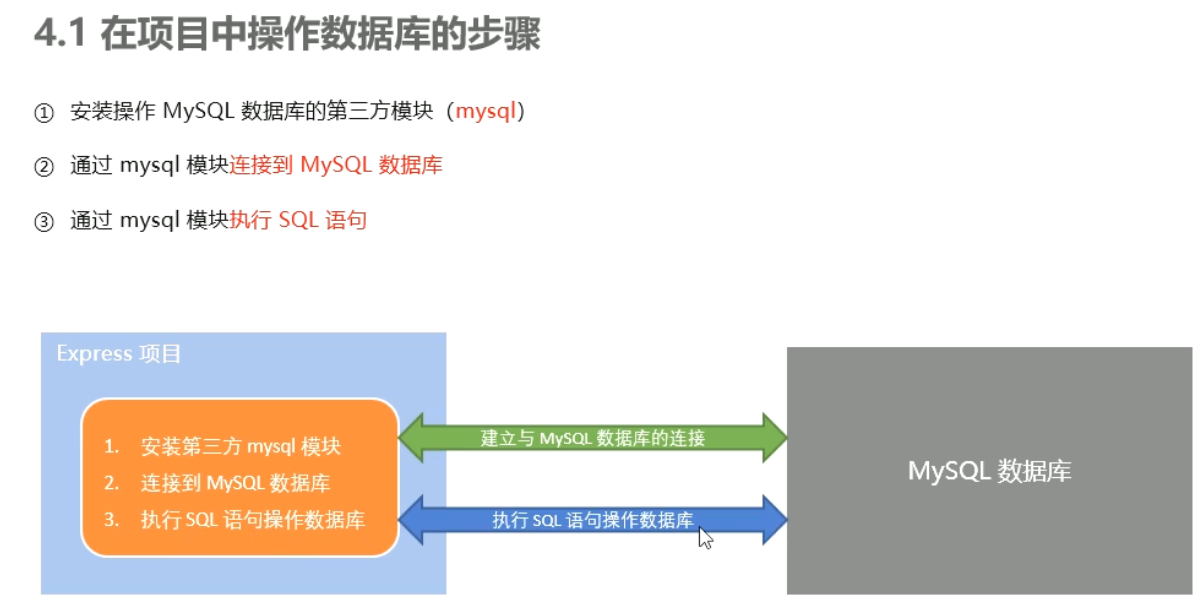 4.1 在项目中操作数据库的步骤
① 安装操作 MySQL 数据库的第三方模块（mysql）
② 通过 mysql 模块连接到 MySQL 数据库
③ 通过 mysql 模块执行 SQL 语句
Express 项目
1. 安装第三方 mysql 模块
2. 连接到 MySQL 数据库
3. 执行 SQL 语句操作数据库
建立与 MySQL 数据库的连接
执行 SQL 语句操作数据库
MySQL 数据库